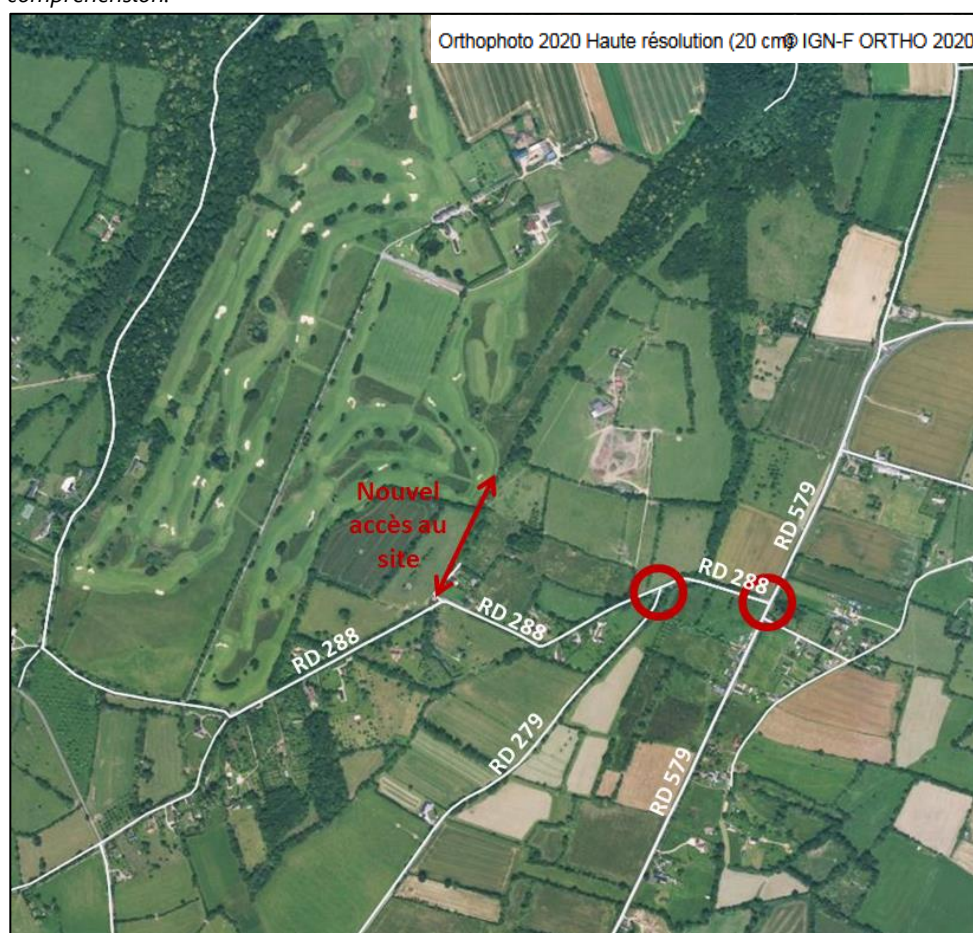 compréhension.
Orthophoto 2020 Haute résolution (20 cm) © IGN-F ORTHO 2020
Nouvel
accès au
site
RD 579
RD 288
RD 288
RD 288
RD 279
RD 579